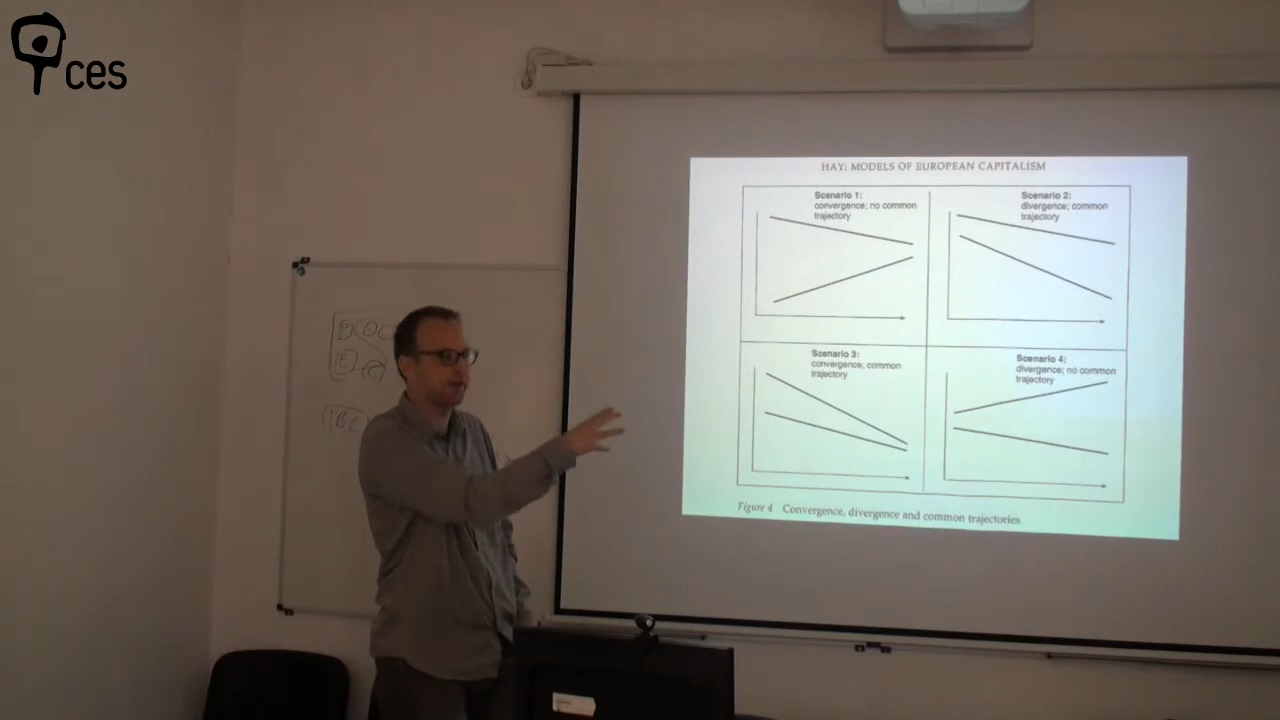 ces
HAY: MODELS OF EUROPEAN CAPITALISM
Scenario 1:
convergence; no common
trajectory
Scenario 2:
divergence; common
trajectory
Scenario 3:
convergence; common
trajectory
Scenario 4:
divergence; no common
trajectory
Figure 4 Convergence, divergence and common trajectories